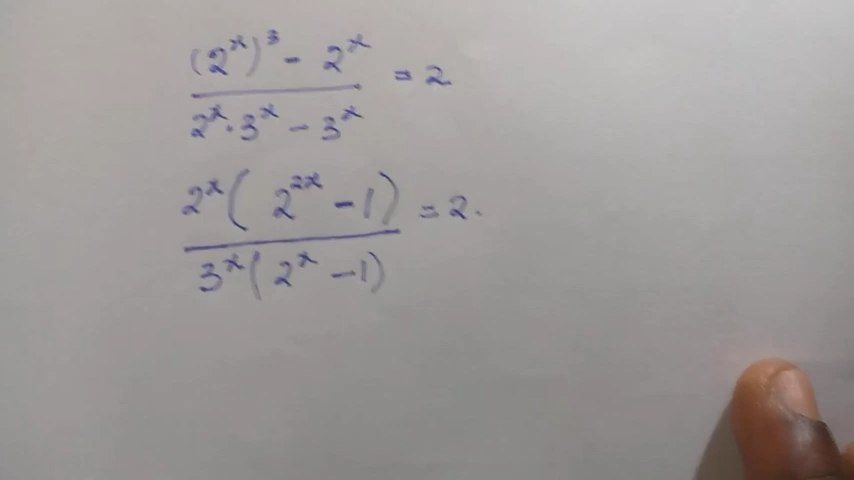 (2^x)^3 - 2^x
―――――――― = 2
2^x · 3^x - 3^x
2^x ( 2^2x - 1)
―――――――― = 2.
3^x ( 2^x - 1)